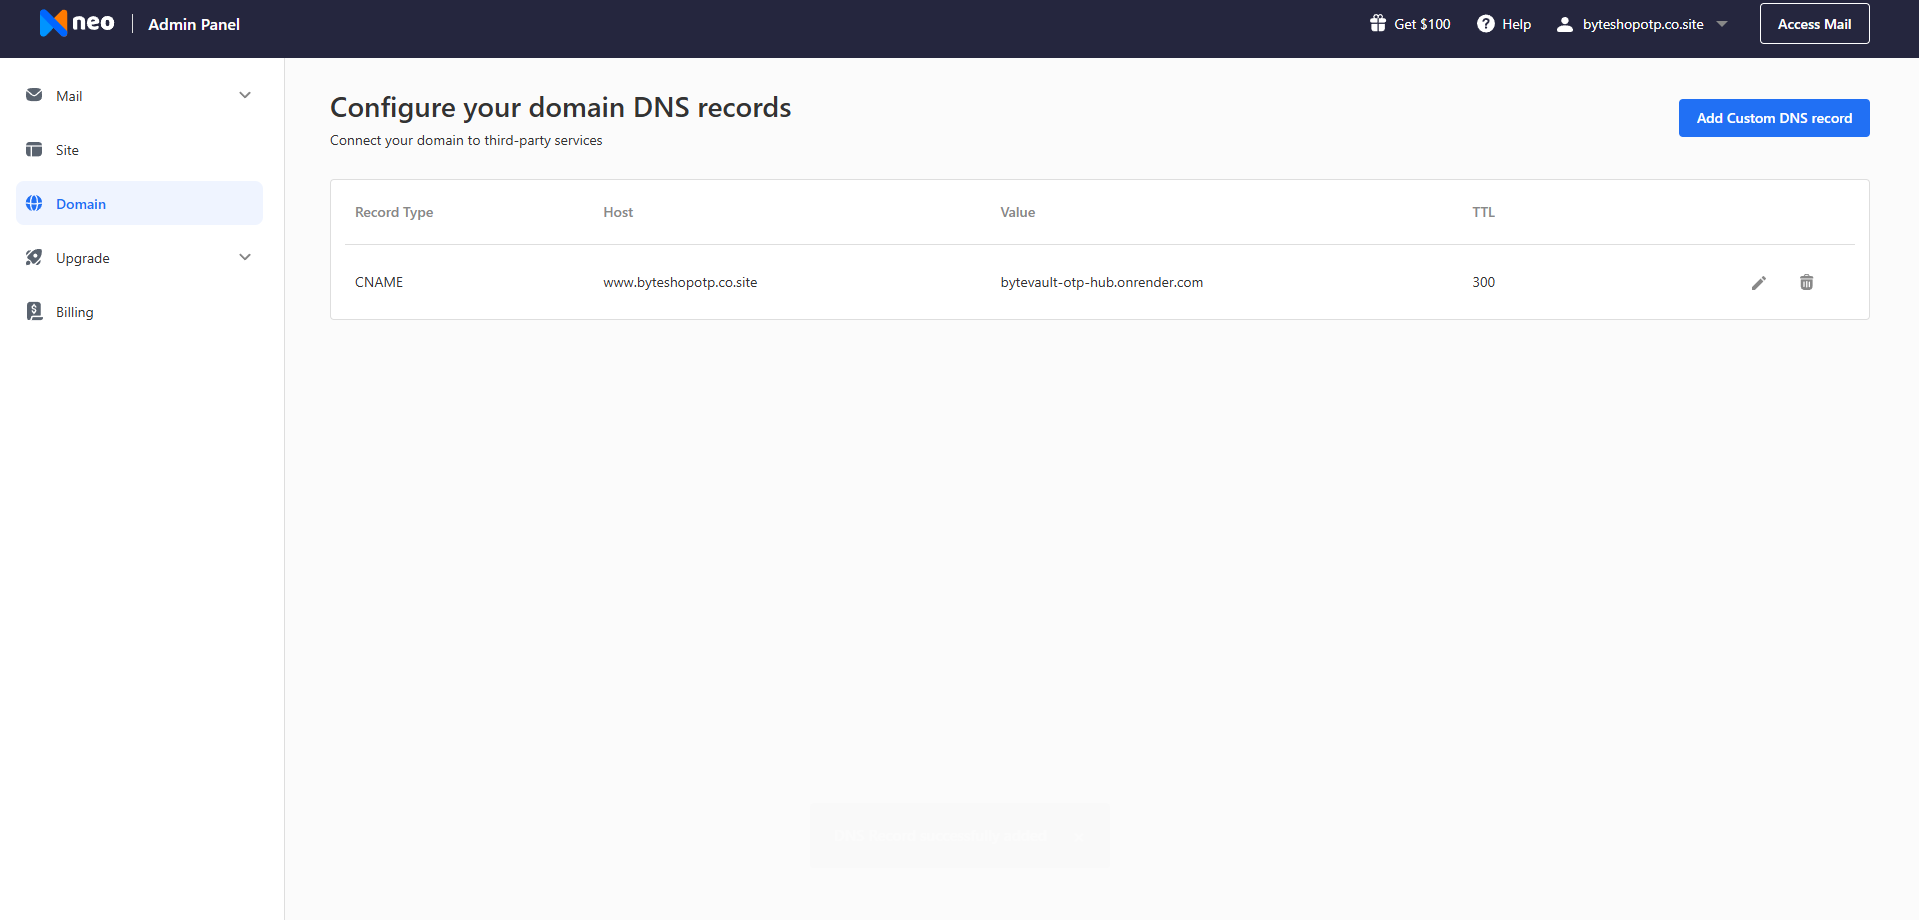 neo
Admin Panel
Get $100
Help
byteshopotp.co.site
Access Mail
Mail
Site
Domain
Upgrade
Billing
Configure your domain DNS records
Connect your domain to third-party services
Add Custom DNS record
Record Type Host Value TTL
CNAME www.byteshopotp.co.site bytevault-otp-hub.onrender.com 300